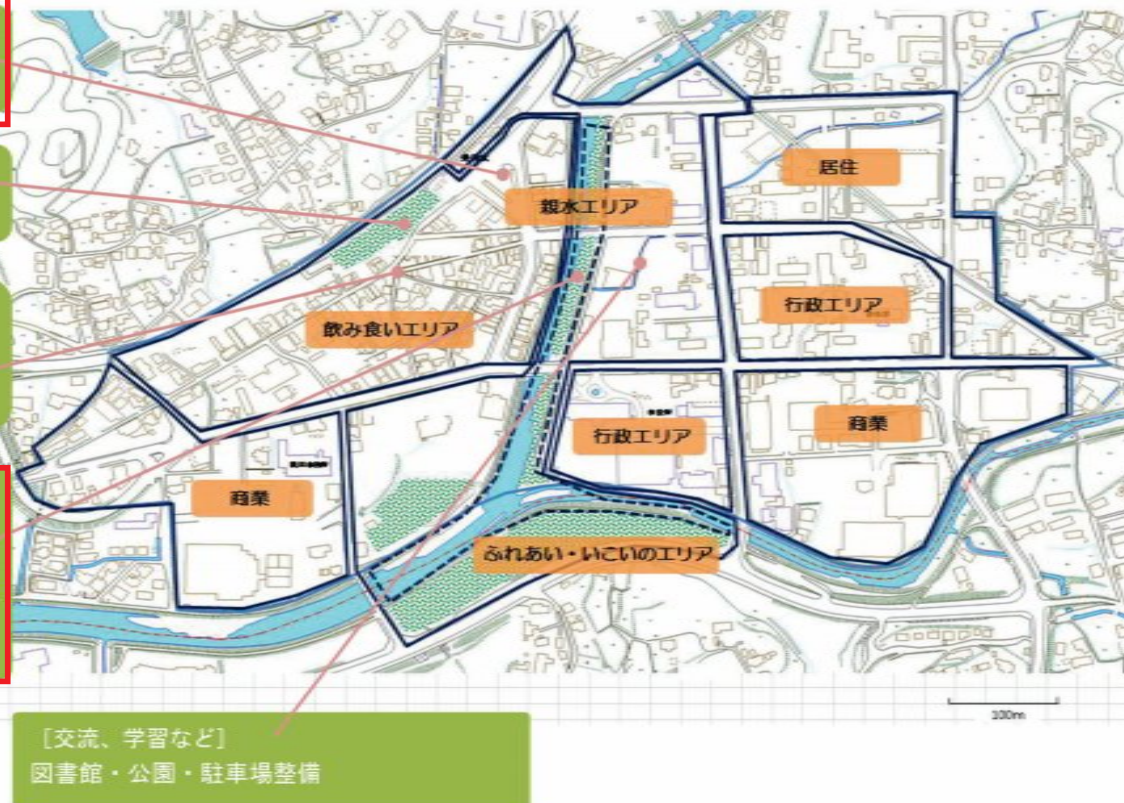 居住
親水エリア
行政エリア
飲み食いエリア
商業
行政エリア
商業
ふれあい・いこいのエリア
[交流、学習など]
図書館・公園・駐車場整備